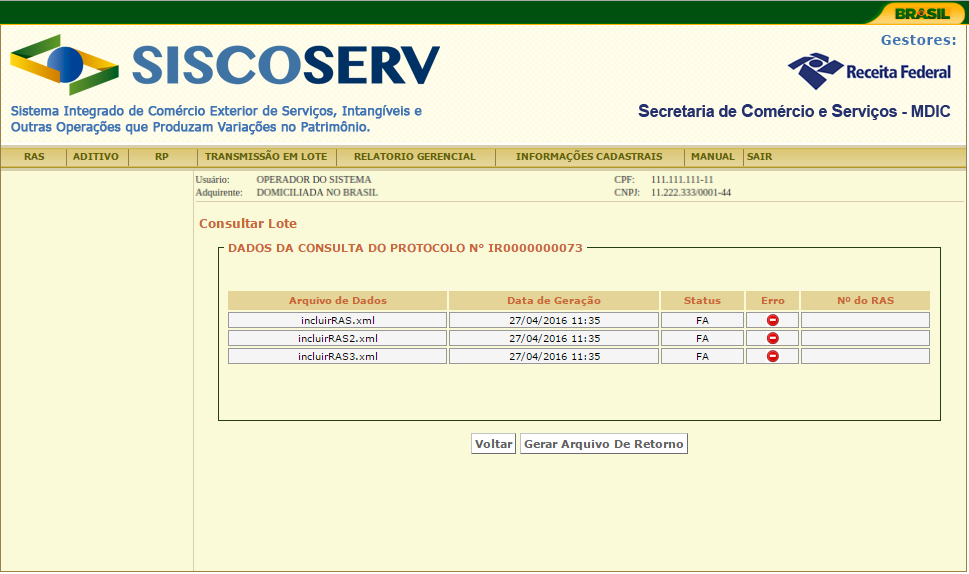 BRASIL
SISCOSERV
Sistema Integrado de Comércio Exterior de Serviços, Intangíveis e
Outras Operações que Produzam Variações no Patrimônio.
Gestores:
Receita Federal
Secretaria de Comércio e Serviços - MDIC
RAS ADITIVO RP TRANSMISSÃO EM LOTE RELATORIO GERENCIAL INFORMAÇÕES CADASTRAIS MANUAL SAIR
Usuário: OPERADOR DO SISTEMA CPF: 111.111.111-11
Adquirente: DOMICILIADA NO BRASIL CNPJ: 11.222.333/0001-44
Consultar Lote
DADOS DA CONSULTA DO PROTOCOLO Nº IR0000000073
Arquivo de Dados Data de Geração Status Erro Nº do RAS
incluirRAS.xml 27/04/2016 11:35 FA
incluirRAS2.xml 27/04/2016 11:35 FA
incluirRAS3.xml 27/04/2016 11:35 FA
Voltar Gerar Arquivo De Retorno